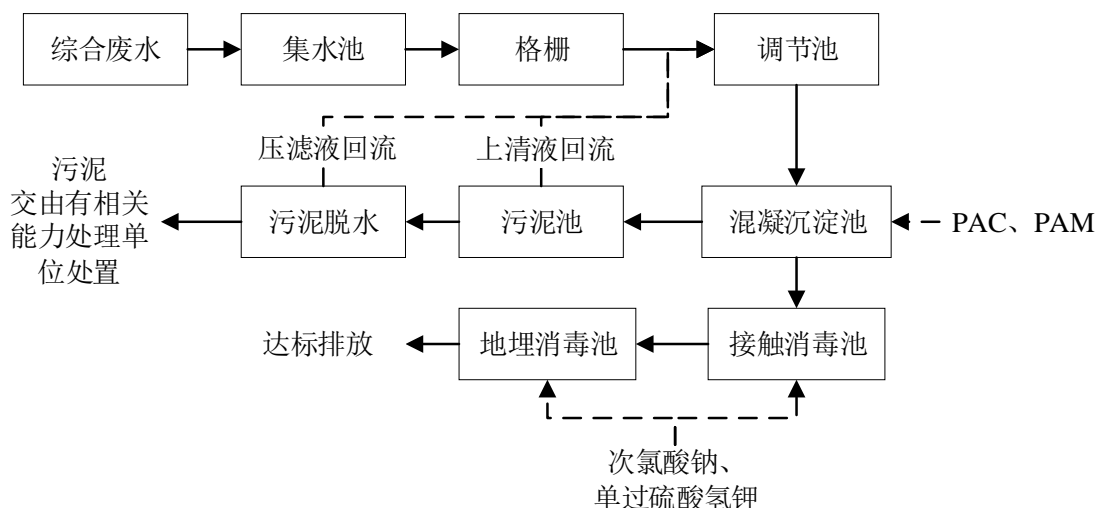 综合废水
集水池
格栅
调节池
压滤液回流
上清液回流
污泥
交由有相关
能力处理单
位处置
污泥脱水
污泥池
混凝沉淀池
PAC、PAM
达标排放
地埋消毒池
接触消毒池
次氯酸钠、
单过硫酸氢钾